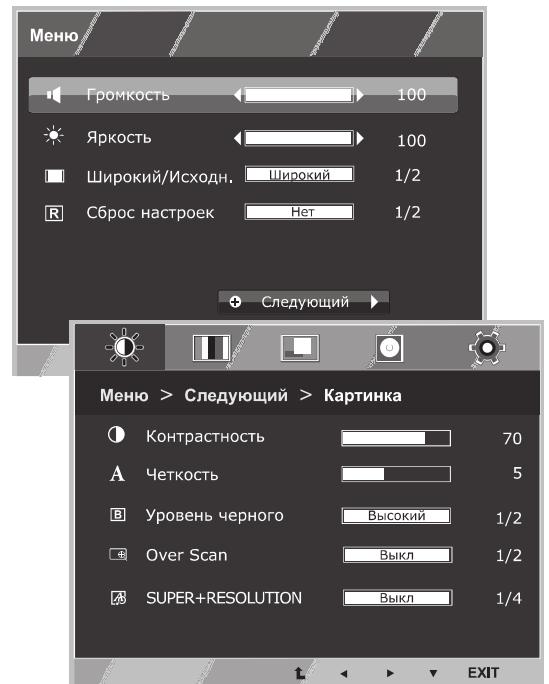 Меню
Громкость 100
Яркость 100
Широкий/Исходн. Широкий 1/2
R Сброс настроек Нет 1/2
Следующий
Меню > Следующий > Картинка
Контрастность 70
A Четкость 5
B Уровень черного Высокий 1/2
Over Scan Выкл 1/2
SUPER+RESOLUTION Выкл 1/4
EXIT